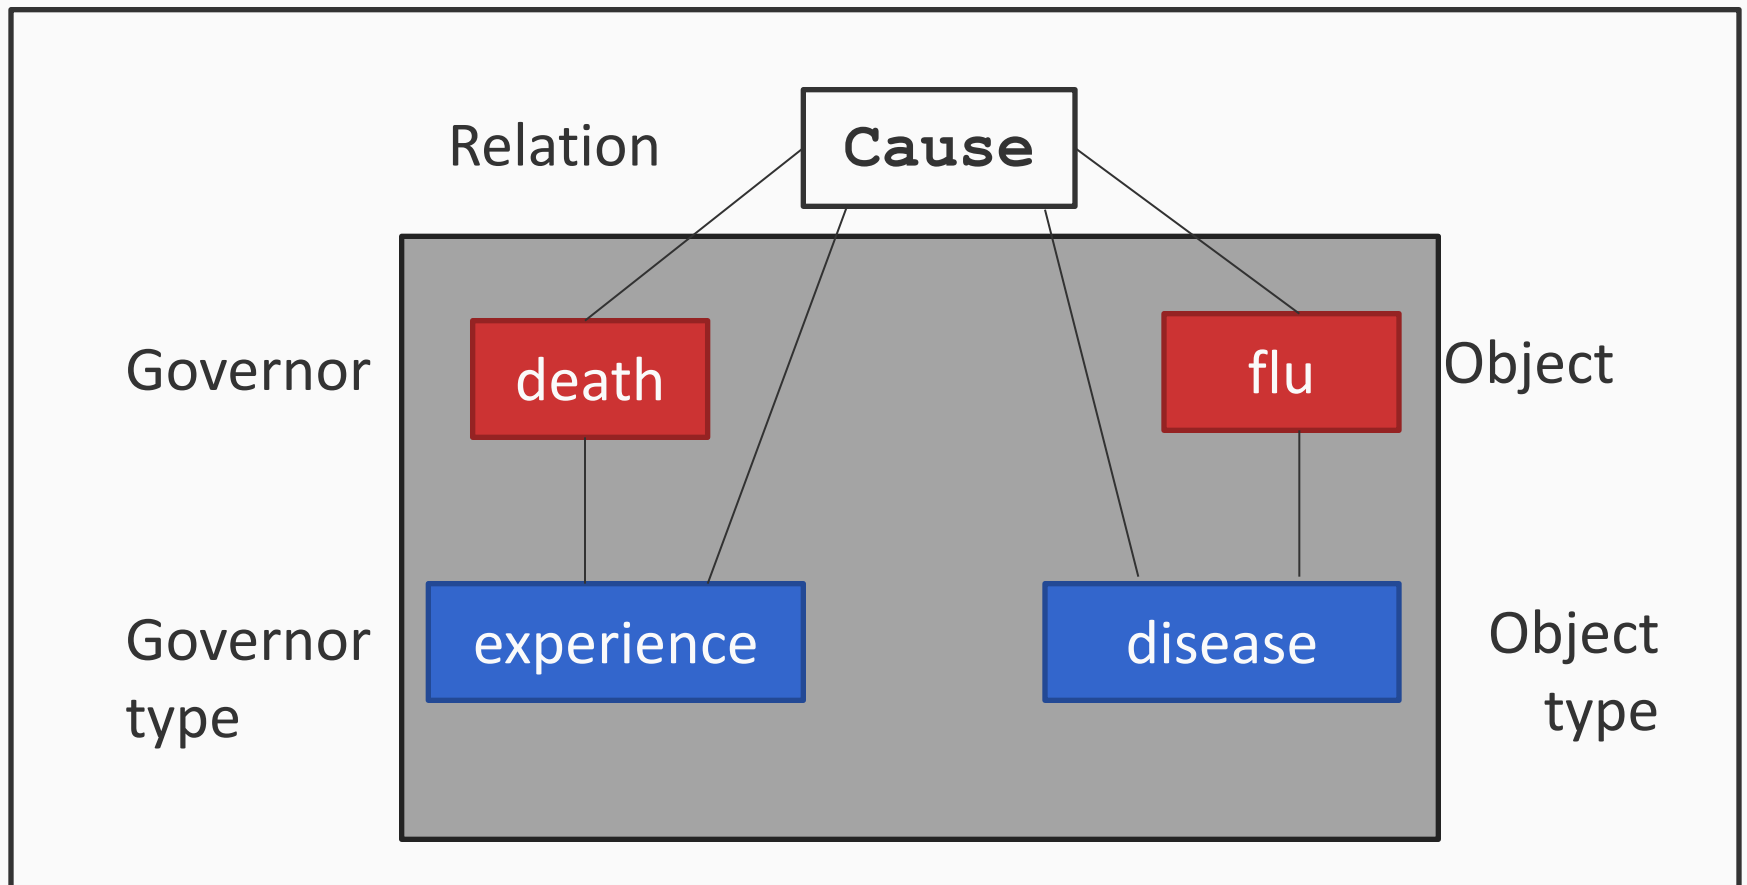 Relation
Cause
Governor
death
flu
Object
Governor
type
experience
disease
Object
type